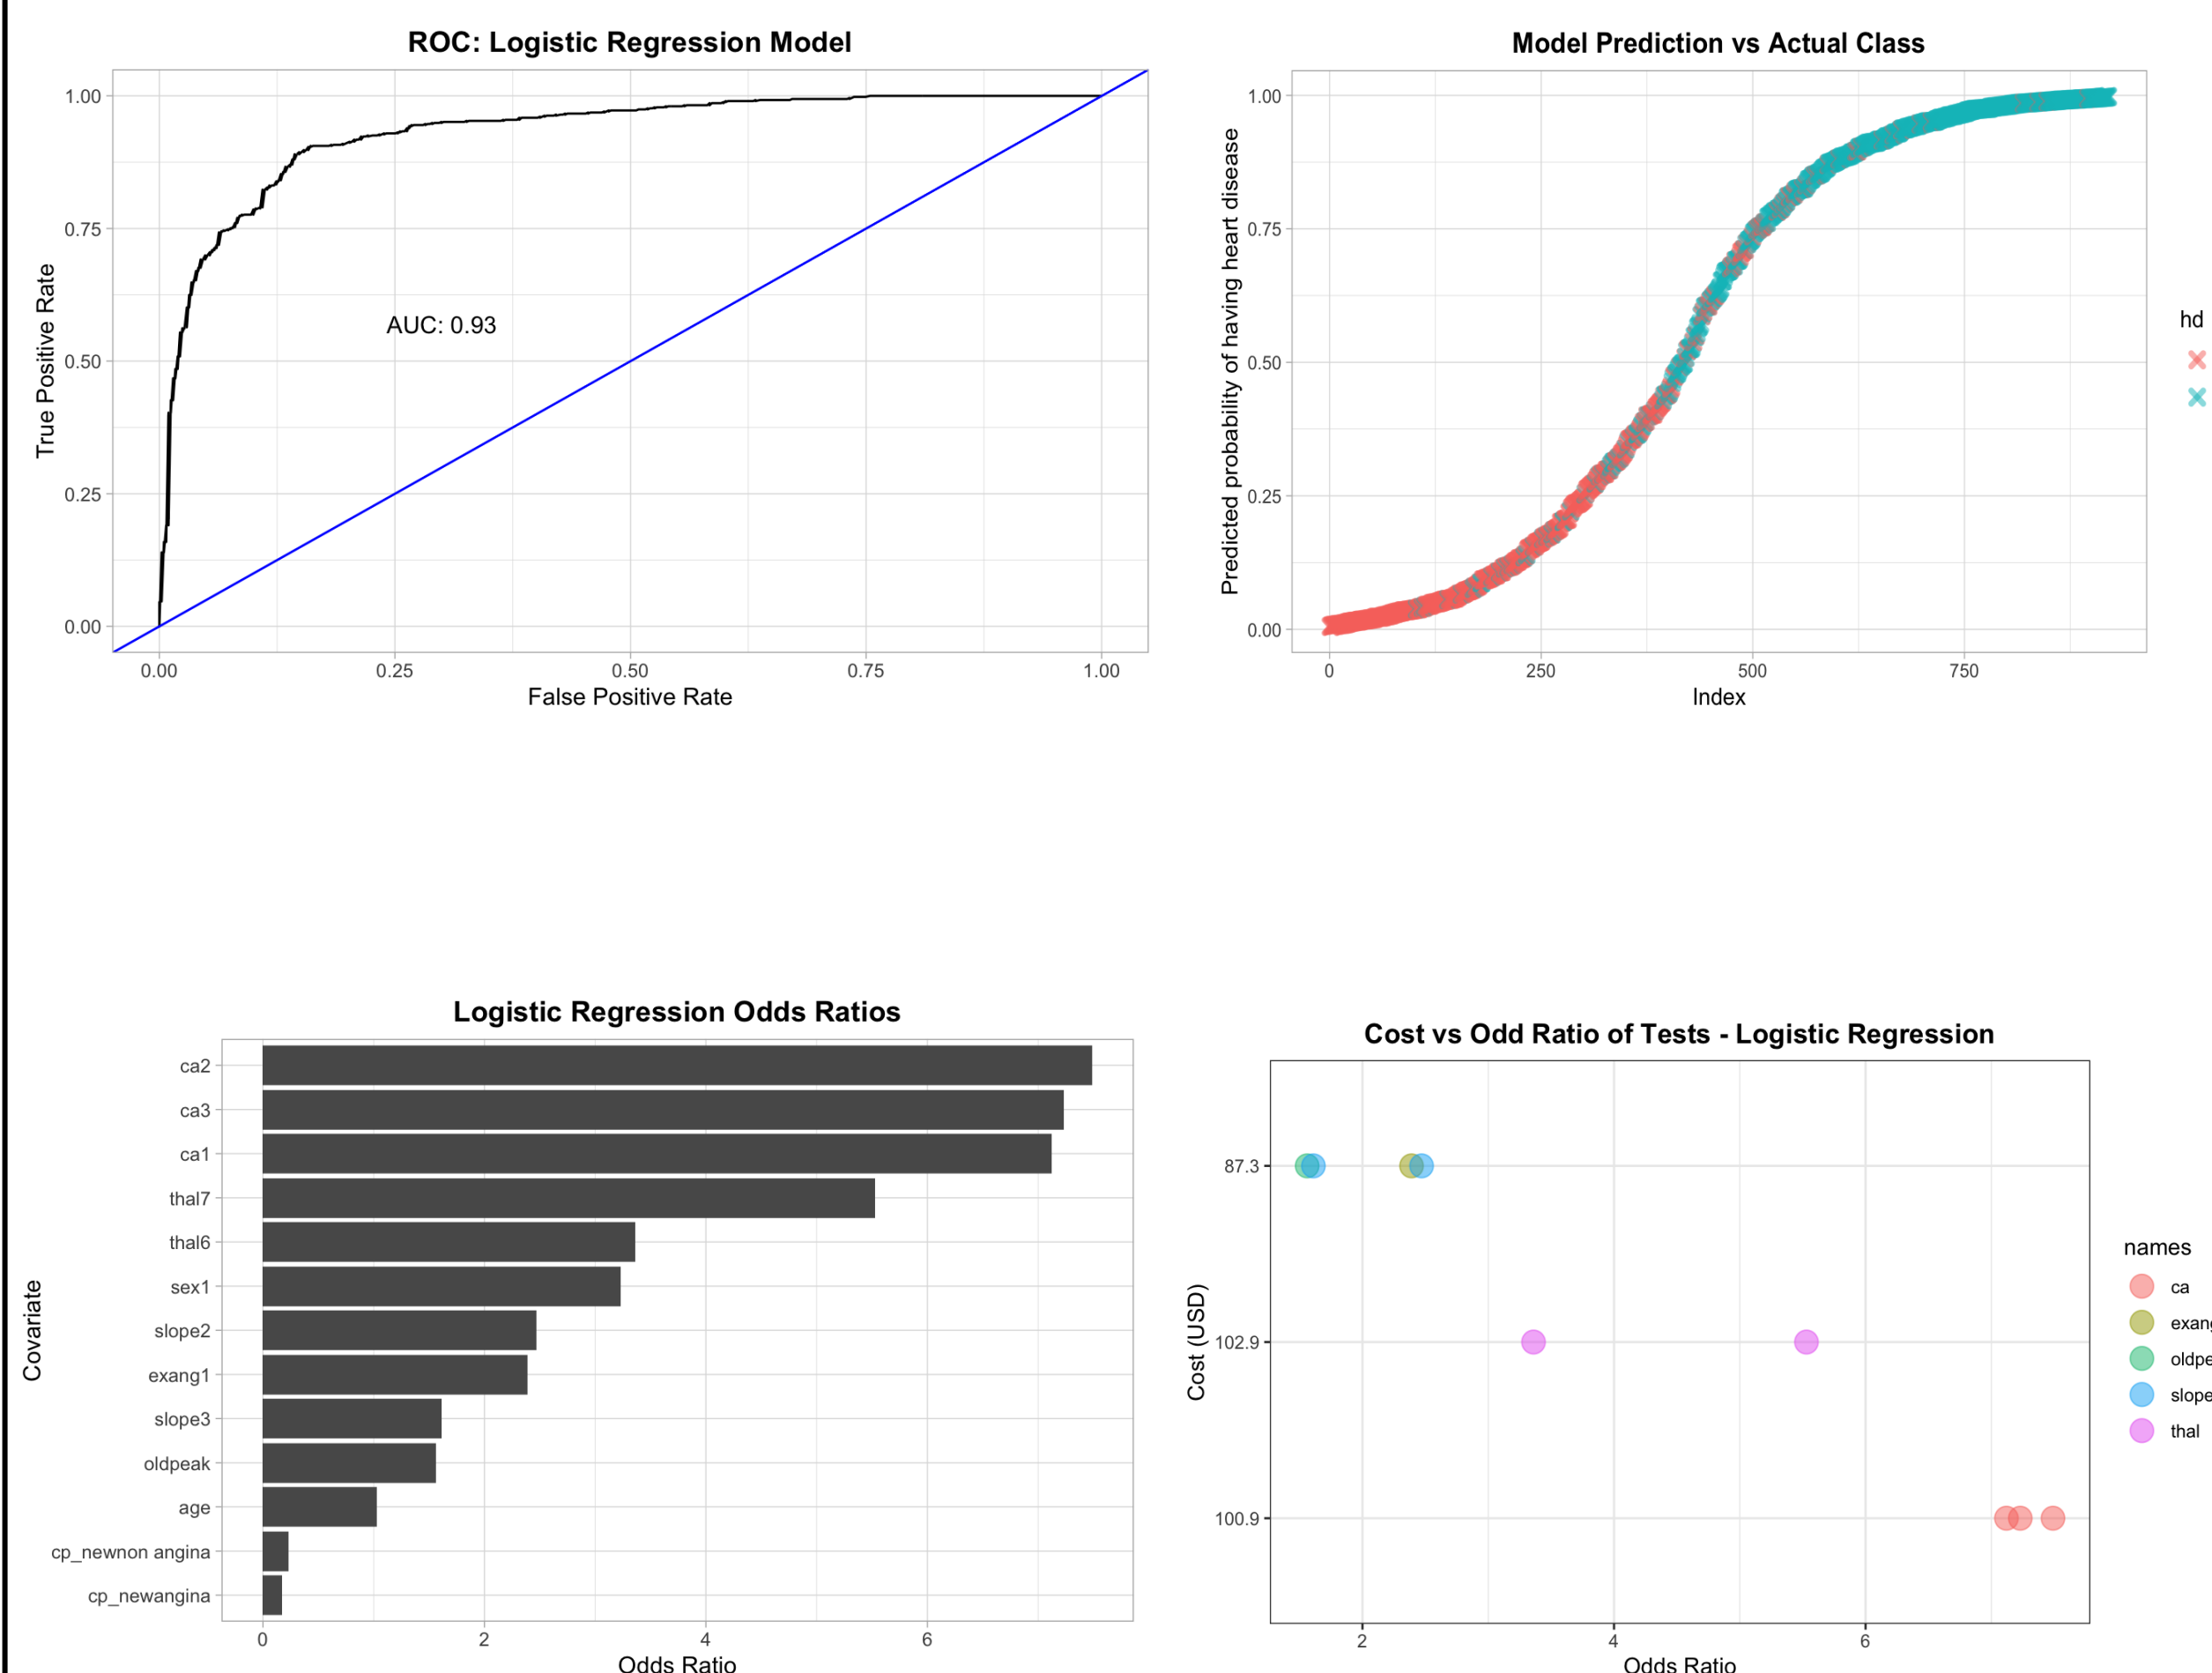 ROC: Logistic Regression Model
1.00
0.75
0.50
0.25
0.00
True Positive Rate
AUC: 0.93
0.00 0.25 0.50 0.75 1.00
False Positive Rate
Model Prediction vs Actual Class
1.00
0.75
0.50
0.25
0.00
Predicted probability of having heart disease
0 250 500 750
Index
hd
Logistic Regression Odds Ratios
Covariate
ca2
ca3
ca1
thal7
thal6
sex1
slope2
exang1
slope3
oldpeak
age
cp_newnon angina
cp_newangina
0 2 4 6
Odds Ratio
Cost vs Odd Ratio of Tests - Logistic Regression
Cost (USD)
87.3
102.9
100.9
2 4 6
Odds Ratio
names
ca
exang
oldpe
slope
thal